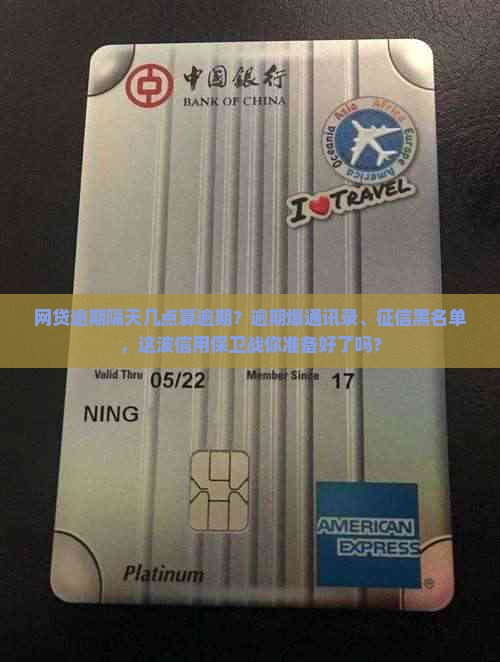 中国银行
BANK OF CHINA
Oceania Asia Africa Europe America
I TRAVEL
网贷逾期隔天几点算逾期？逾期爆通讯录、征信黑名单
，这波信用保卫战你准备好了吗？
Valid Thru 05/22 Member Since 17
NING
AMERICAN
EXPRESS
®
Platinum